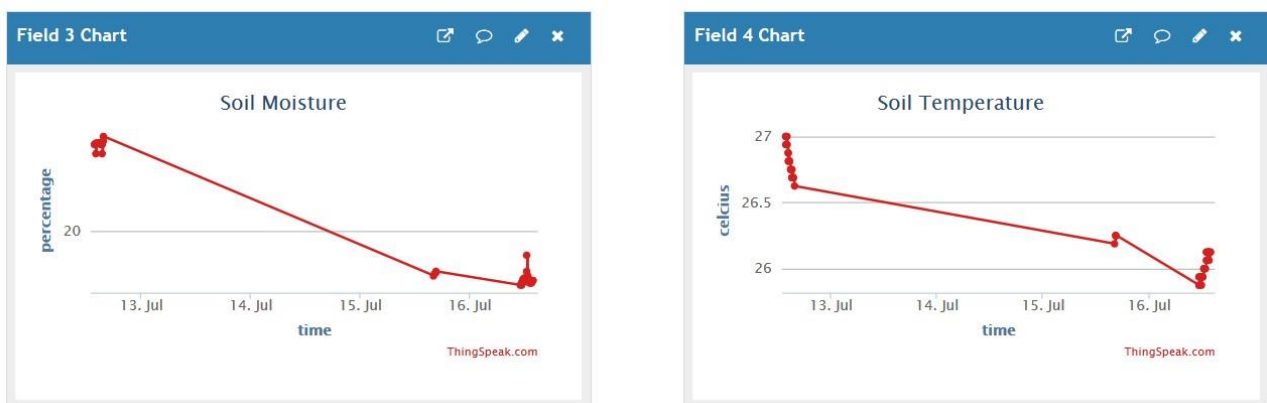 Field 3 Chart
Soil Moisture
percentage
20
13. Jul 14. Jul 15. Jul 16. Jul
time
ThingSpeak.com
Field 4 Chart
Soil Temperature
celcius
27
26.5
26
13. Jul 14. Jul 15. Jul 16. Jul
time
ThingSpeak.com